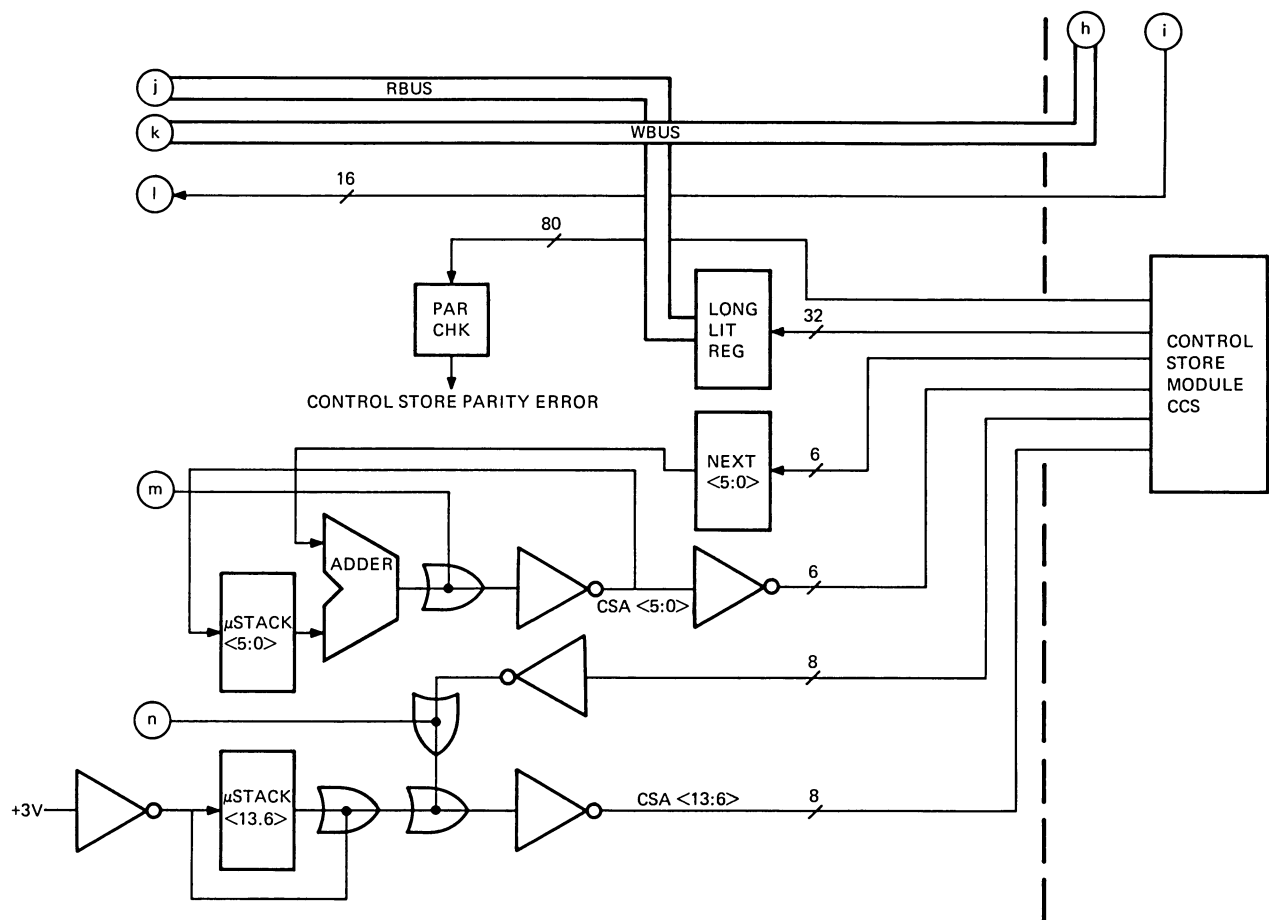 h
i
j
RBUS
k
WBUS
l
16
80
PAR
CHK
CONTROL STORE PARITY ERROR
LONG
LIT
REG
32
CONTROL
STORE
MODULE
CCS
NEXT
<5:0>
6
m
ADDER
µSTACK
<5:0>
CSA <5:0>
6
8
n
+3V
µSTACK
<13.6>
CSA <13:6>
8